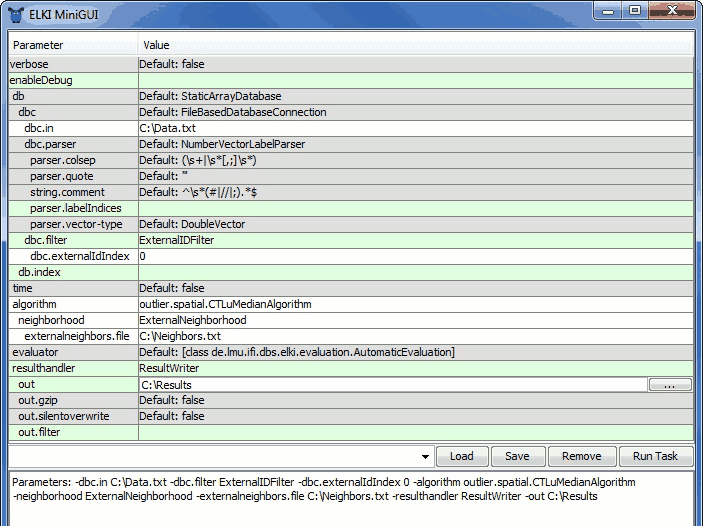 ELKI MiniGUI
Parameter Value
verbose Default: false
enableDebug
db Default: StaticArrayDatabase
dbc Default: FileBasedDatabaseConnection
dbc.in C:\Data.txt
dbc.parser Default: NumberVectorLabelParser
parser.colsep Default: (\s+|\s*[,;]\s*)
parser.quote Default: "
string.comment Default: ^\s*(#|//|;).*$
parser.labelIndices
parser.vector-type Default: DoubleVector
dbc.filter ExternalIDFilter
dbc.externalIdIndex 0
db.index
time Default: false
algorithm outlier.spatial.CTLuMedianAlgorithm
neighborhood ExternalNeighborhood
externalneighbors.file C:\Neighbors.txt
evaluator Default: [class de.lmu.ifi.dbs.elki.evaluation.AutomaticEvaluation]
resulthandler ResultWriter
out C:\Results ...
out.gzip Default: false
out.silentoverwrite Default: false
out.filter
Load Save Remove Run Task
Parameters: -dbc.in C:\Data.txt -dbc.filter ExternalIDFilter -dbc.externalIdIndex 0 -algorithm outlier.spatial.CTLuMedianAlgorithm
-neighborhood ExternalNeighborhood -externalneighbors.file C:\Neighbors.txt -resulthandler ResultWriter -out C:\Results